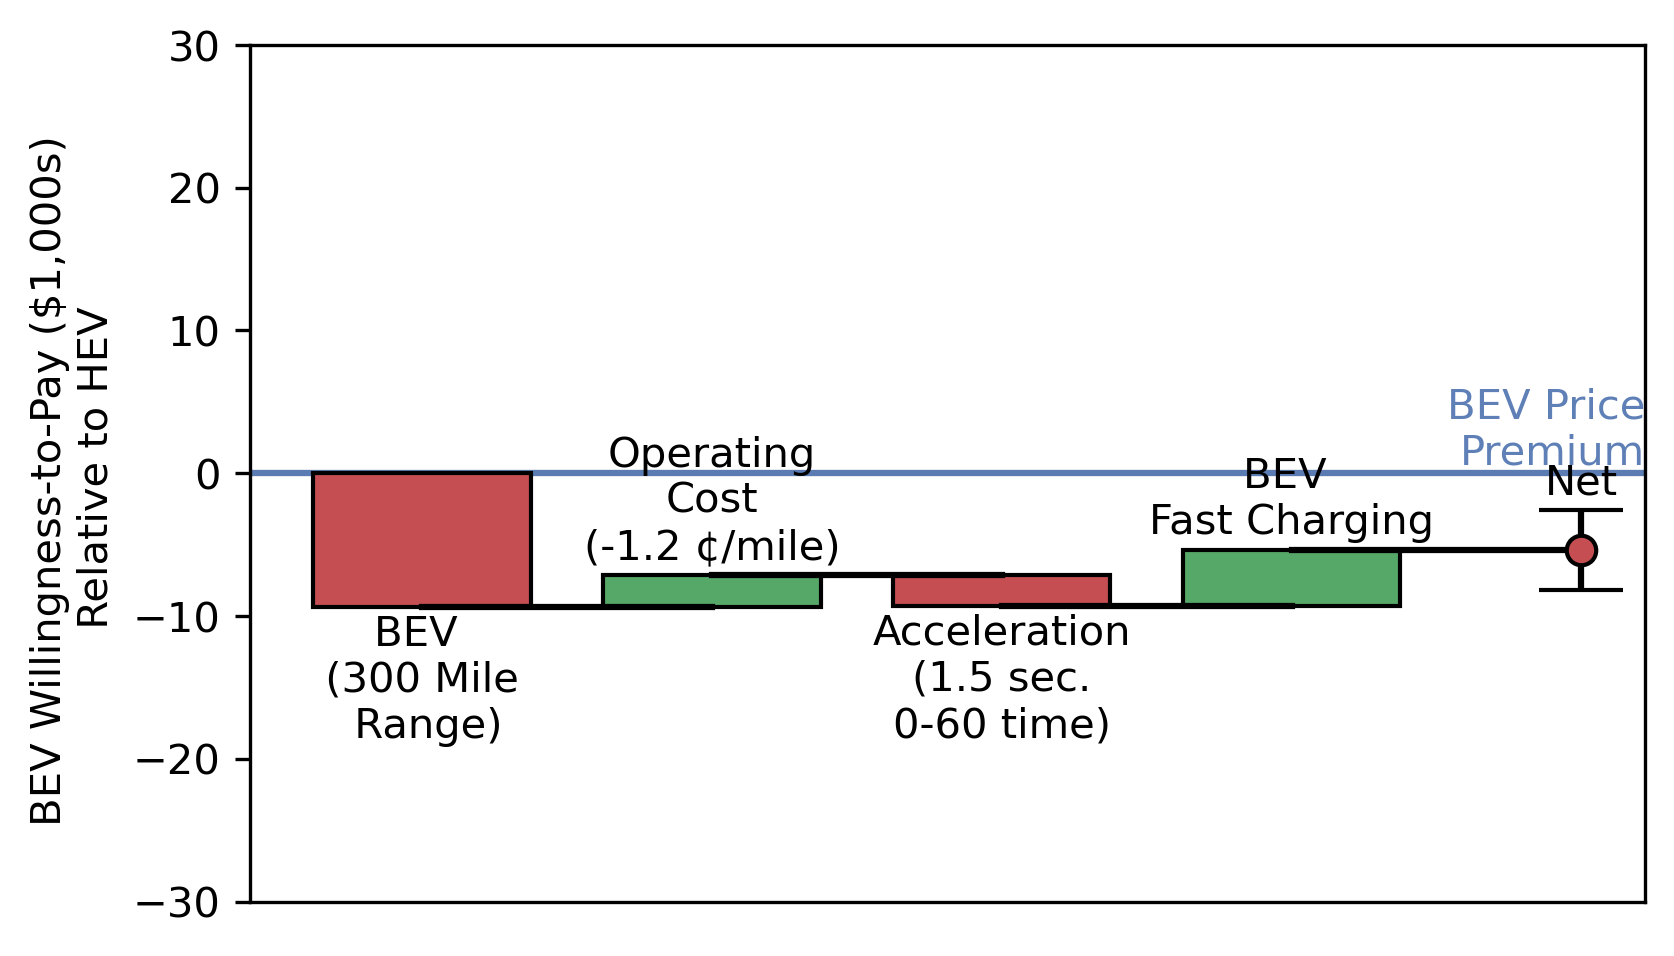 BEV Willingness-to-Pay ($1,000s)
Relative to HEV
30
20
10
0
−10
−20
−30
BEV
(300 Mile
Range)
Operating
Cost
(-1.2 ¢/mile)
Acceleration
(1.5 sec.
0-60 time)
BEV
Fast Charging
BEV Price
Premium
Net